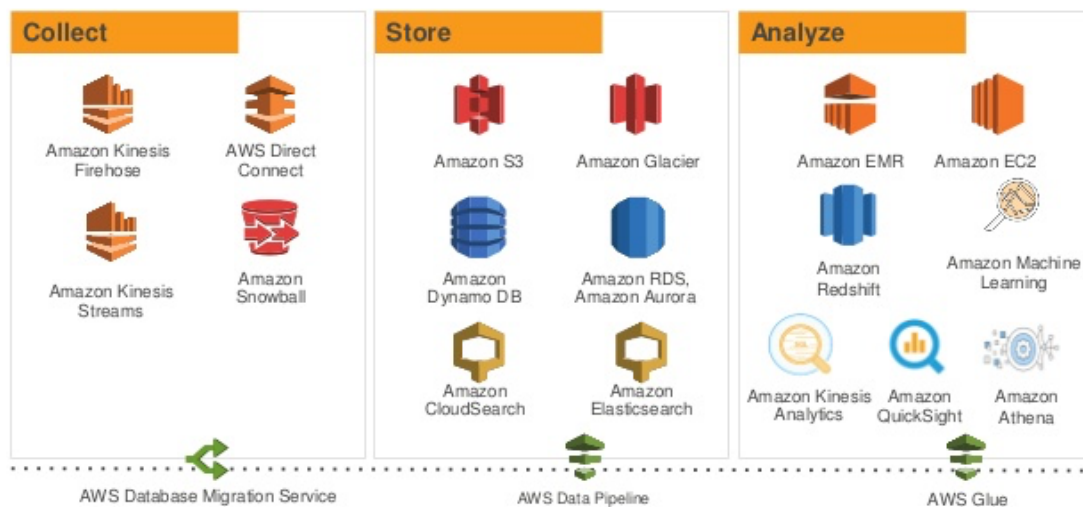 Collect
Amazon Kinesis
Firehose
AWS Direct
Connect
Amazon Kinesis
Streams
Amazon
Snowball
Store
Amazon S3
Amazon Glacier
Amazon
Dynamo DB
Amazon RDS,
Amazon Aurora
Amazon
CloudSearch
Amazon
Elasticsearch
Analyze
Amazon EMR
Amazon EC2
Amazon
Redshift
Amazon Machine
Learning
Amazon Kinesis
Analytics
Amazon
QuickSight
Amazon
Athena
AWS Database Migration Service
AWS Data Pipeline
AWS Glue